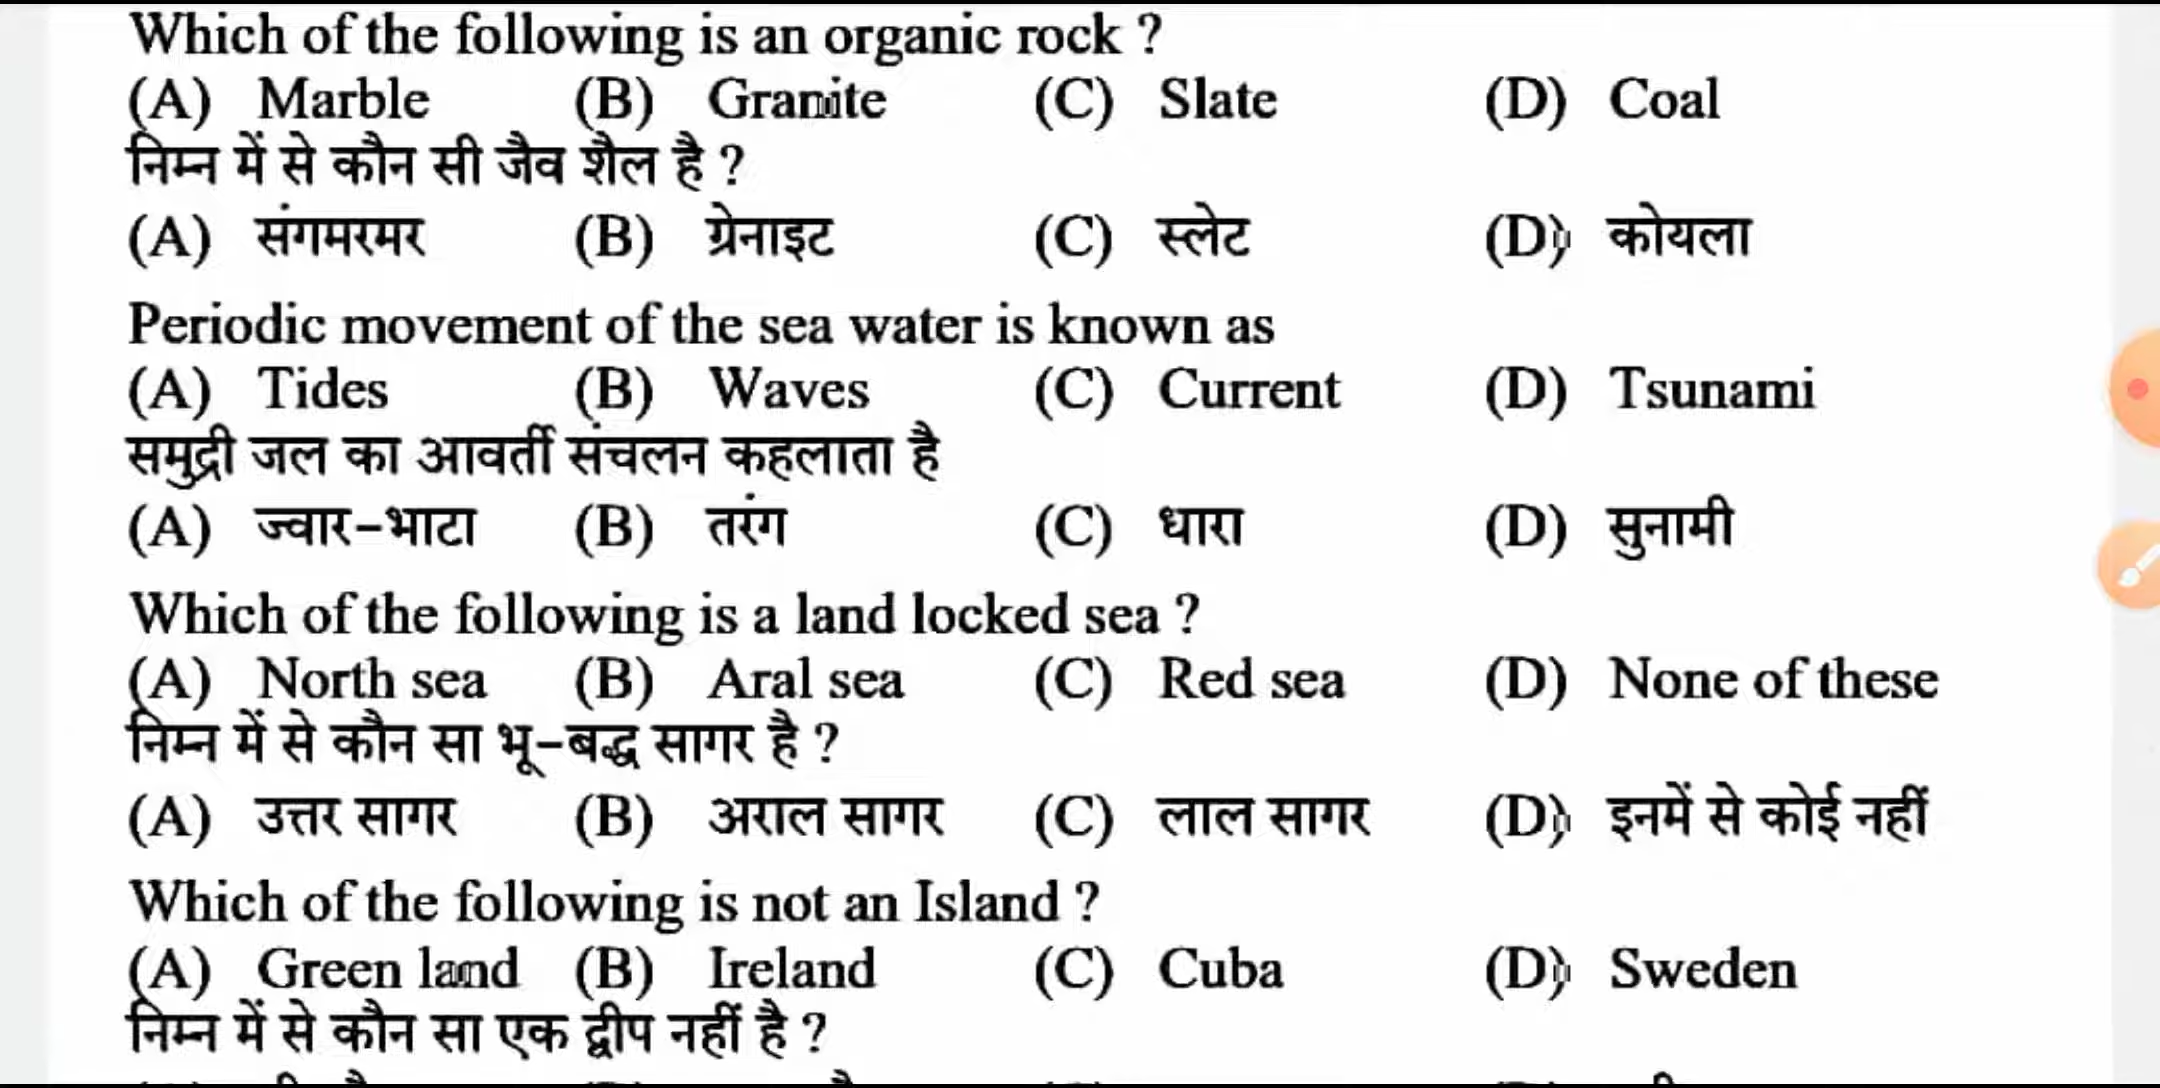 Which of the following is an organic rock ?
(A) Marble (B) Granite (C) Slate (D) Coal
निम्न में से कौन सी जैव शैल है ?
(A) संगमरमर (B) ग्रेनाइट (C) स्लेट (D) कोयला
Periodic movement of the sea water is known as
(A) Tides (B) Waves (C) Current (D) Tsunami
समुद्री जल का आवर्ती संचलन कहलाता है
(A) ज्वार-भाटा (B) तरंग (C) धारा (D) सुनामी
Which of the following is a land locked sea ?
(A) North sea (B) Aral sea (C) Red sea (D) None of these
निम्न में से कौन सा भू-बद्ध सागर है ?
(A) उत्तर सागर (B) अराल सागर (C) लाल सागर (D) इनमें से कोई नहीं
Which of the following is not an Island ?
(A) Green land (B) Ireland (C) Cuba (D) Sweden
निम्न में से कौन सा एक द्वीप नहीं है ?